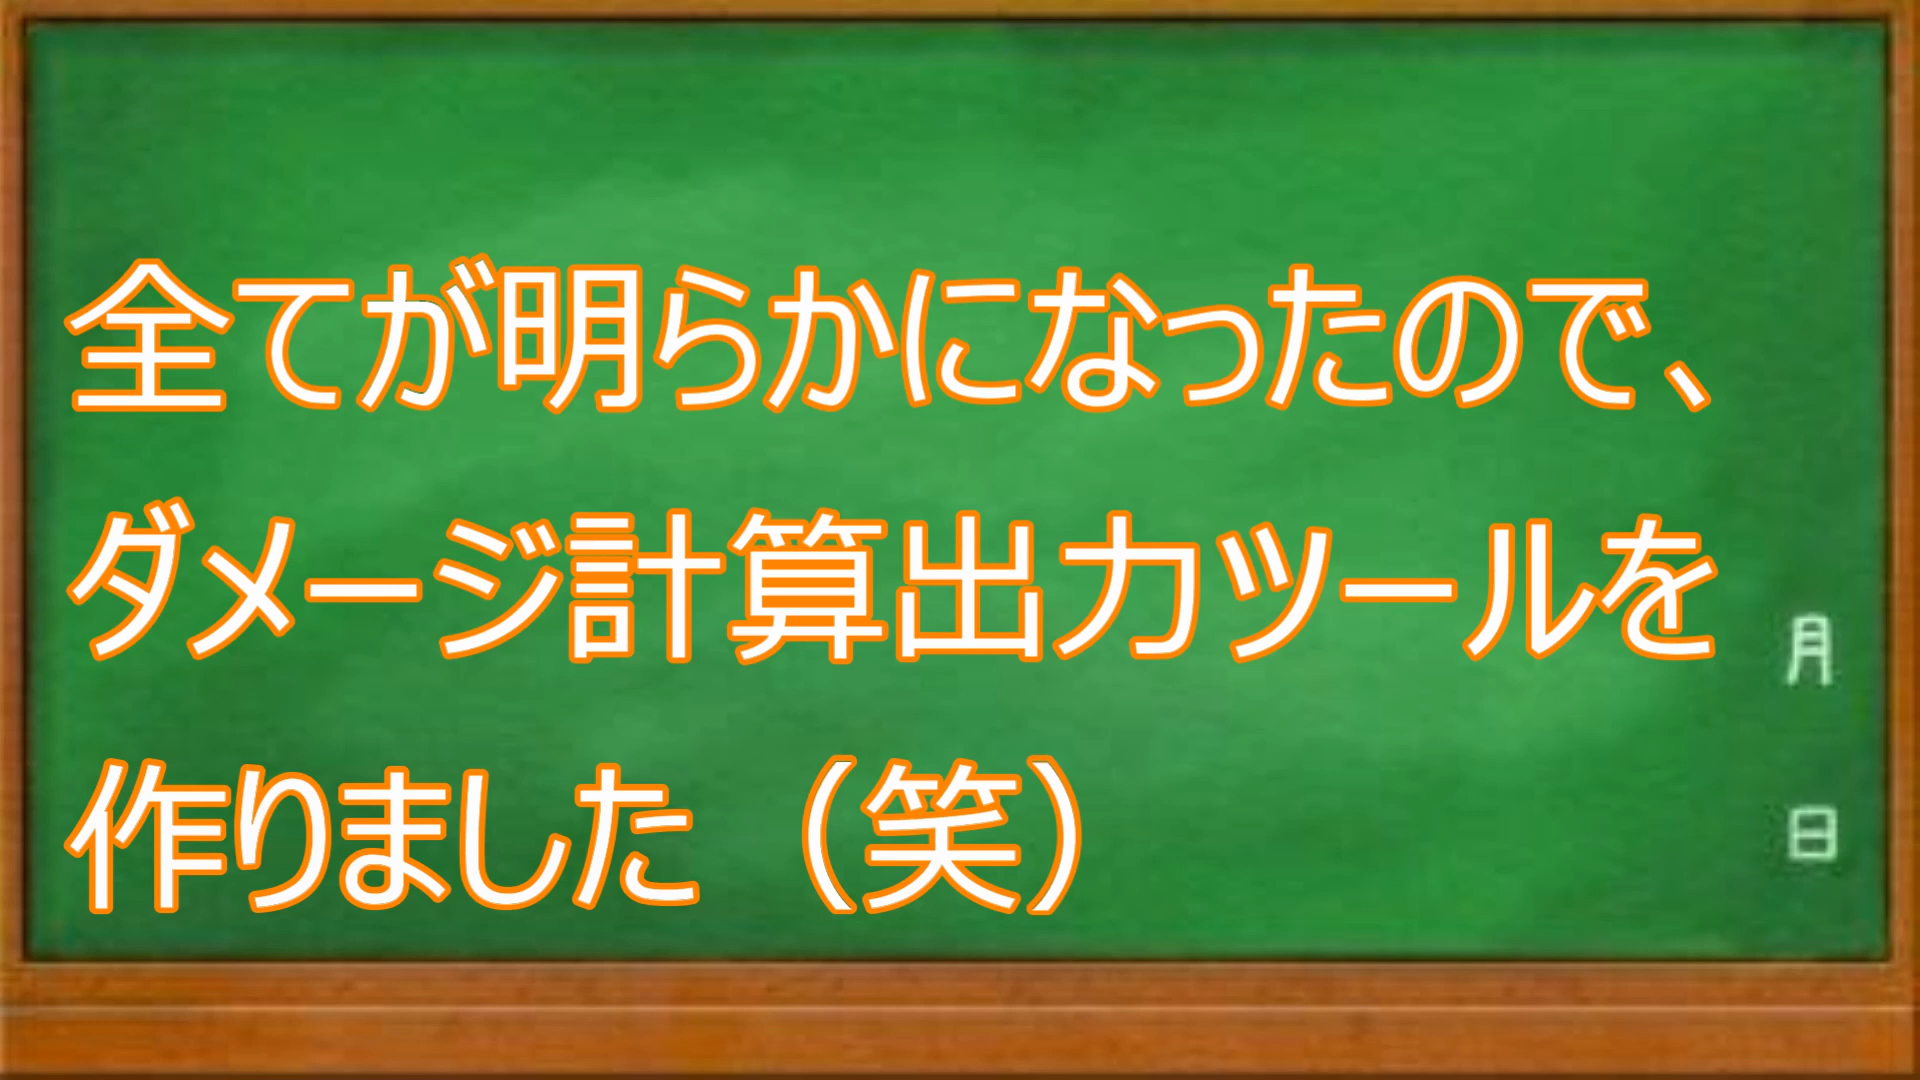 全てが明らかになったので、
ダメージ計算出力ツールを
作りました（笑）
月
日